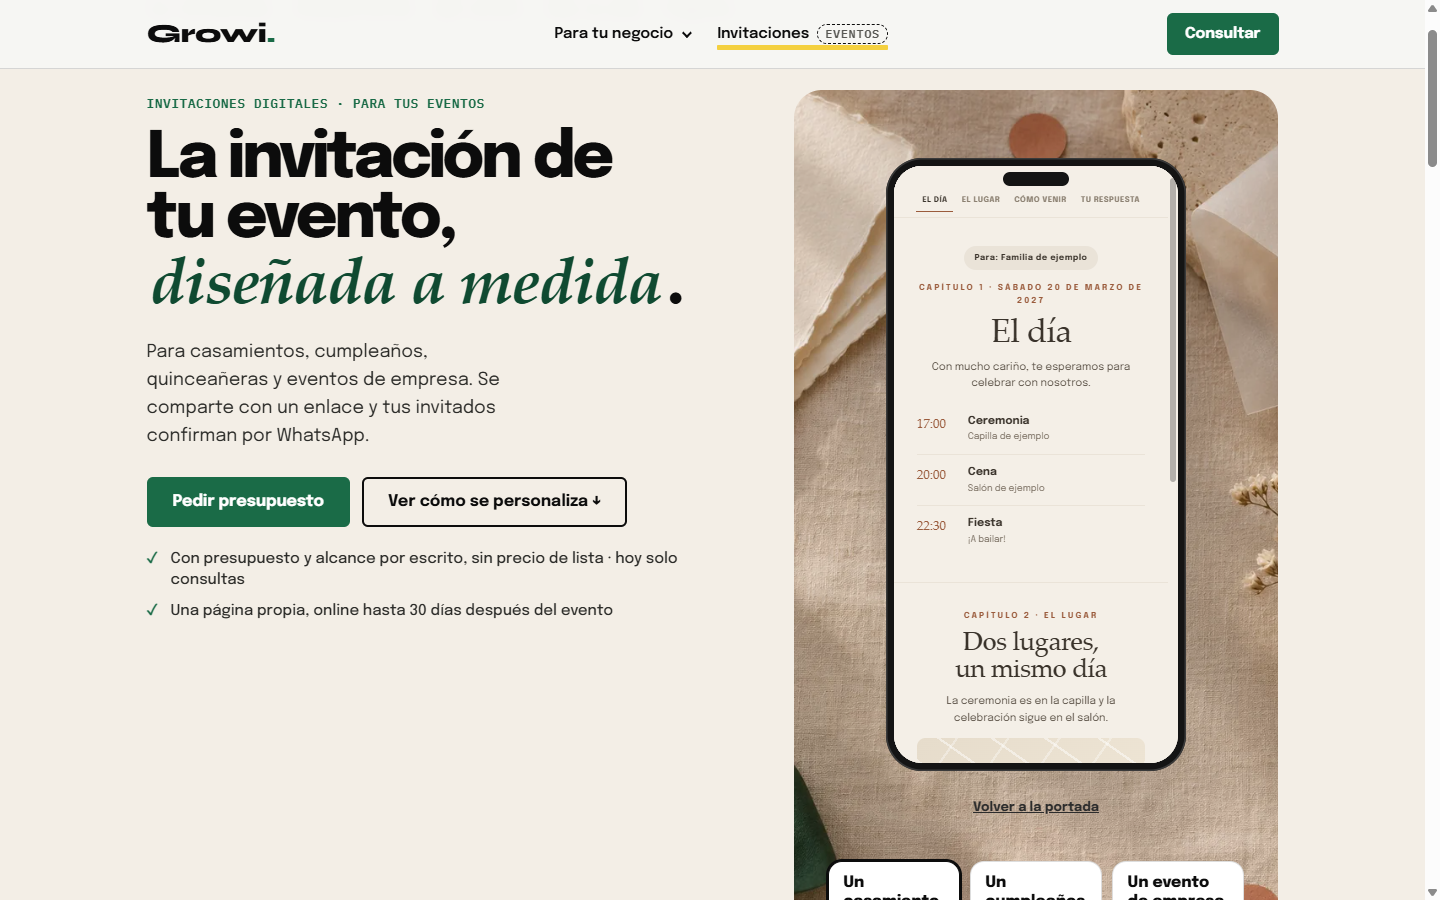 Growi.
Para tu negocio
Invitaciones
EVENTOS
Consultar
INVITACIONES DIGITALES · PARA TUS EVENTOS
La invitación de
tu evento,
diseñada a medida.
Para casamientos, cumpleaños,
quinceañeras y eventos de empresa. Se
comparte con un enlace y tus invitados
confirman por WhatsApp.
Pedir presupuesto
Ver cómo se personaliza ↓
✓ Con presupuesto y alcance por escrito, sin precio de lista · hoy solo
consultas
✓ Una página propia, online hasta 30 días después del evento
EL DÍA
EL LUGAR
CÓMO VENIR
TU RESPUESTA
Para: Familia de ejemplo
CAPÍTULO 1 · SÁBADO 20 DE MARZO DE
2027
El día
Con mucho cariño, te esperamos para
celebrar con nosotros.
17:00 Ceremonia
Capilla de ejemplo
20:00 Cena
Salón de ejemplo
22:30 Fiesta
¡A bailar!
CAPÍTULO 2 · EL LUGAR
Dos lugares,
un mismo día
La ceremonia es en la capilla y la
celebración sigue en el salón.
Volver a la portada
Un
casamiento
Un
cumpleaños
Un evento
de empresa